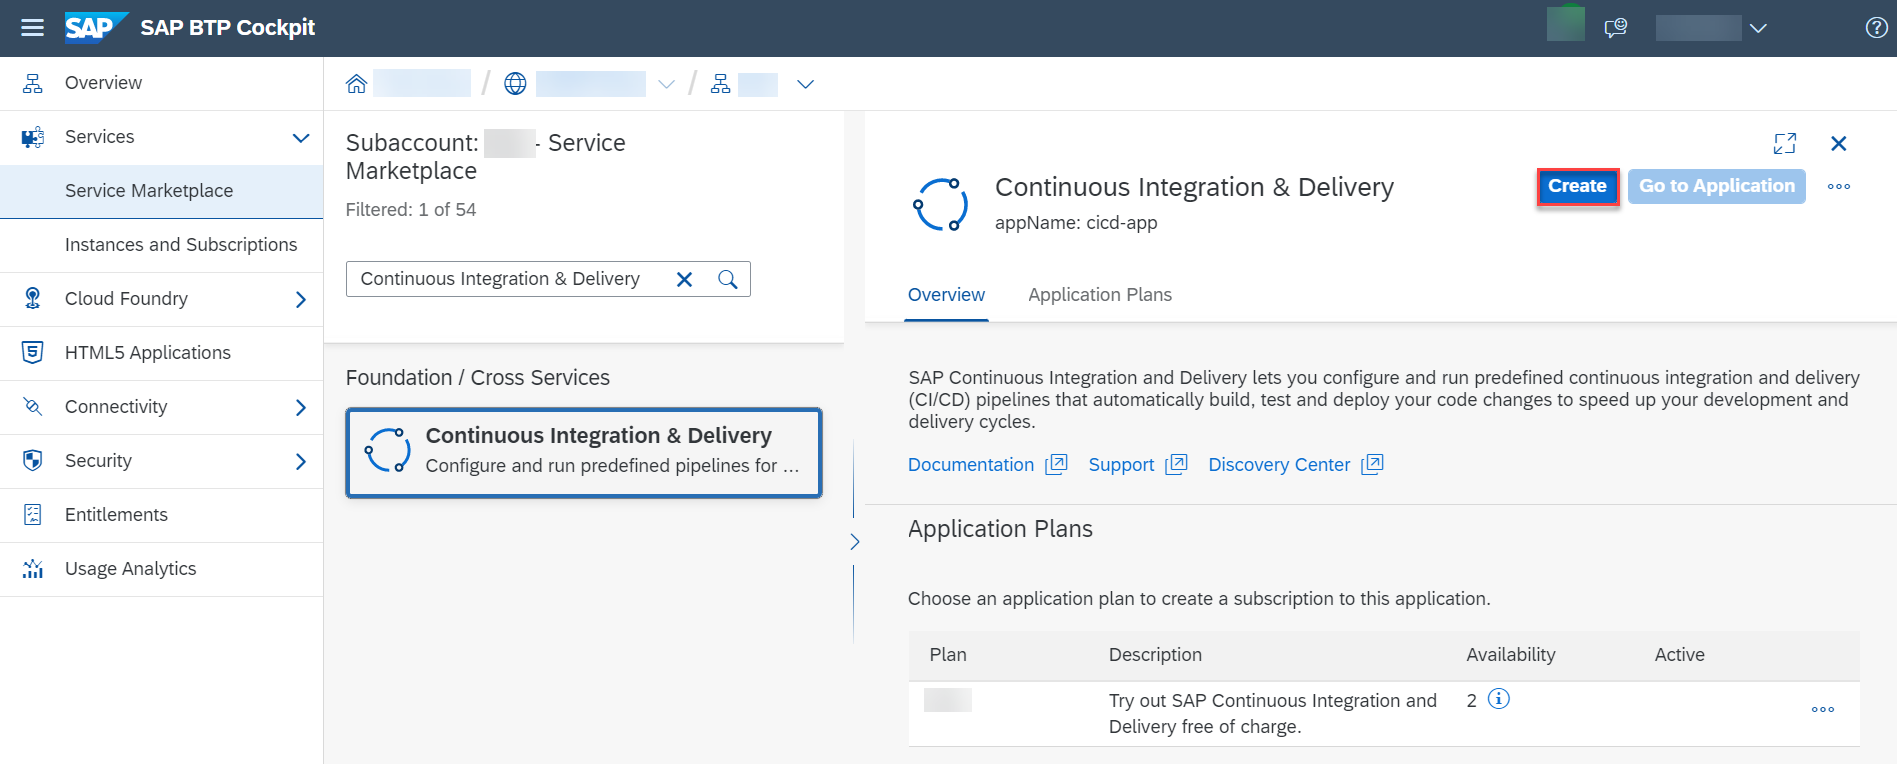 SAP SAP BTP Cockpit
Overview
Services
Service Marketplace
Instances and Subscriptions
Cloud Foundry
HTML5 Applications
Connectivity
Security
Entitlements
Usage Analytics
/ /
Subaccount: - Service
Marketplace
Filtered: 1 of 54
Continuous Integration & Delivery
Foundation / Cross Services
Continuous Integration & Delivery
Configure and run predefined pipelines for ...
Continuous Integration & Delivery
appName: cicd-app
Create Go to Application
Overview Application Plans
SAP Continuous Integration and Delivery lets you configure and run predefined continuous integration and delivery
(CI/CD) pipelines that automatically build, test and deploy your code changes to speed up your development and
delivery cycles.
Documentation Support Discovery Center
Application Plans
Choose an application plan to create a subscription to this application.
Plan Description Availability Active
Try out SAP Continuous Integration and 2
Delivery free of charge.